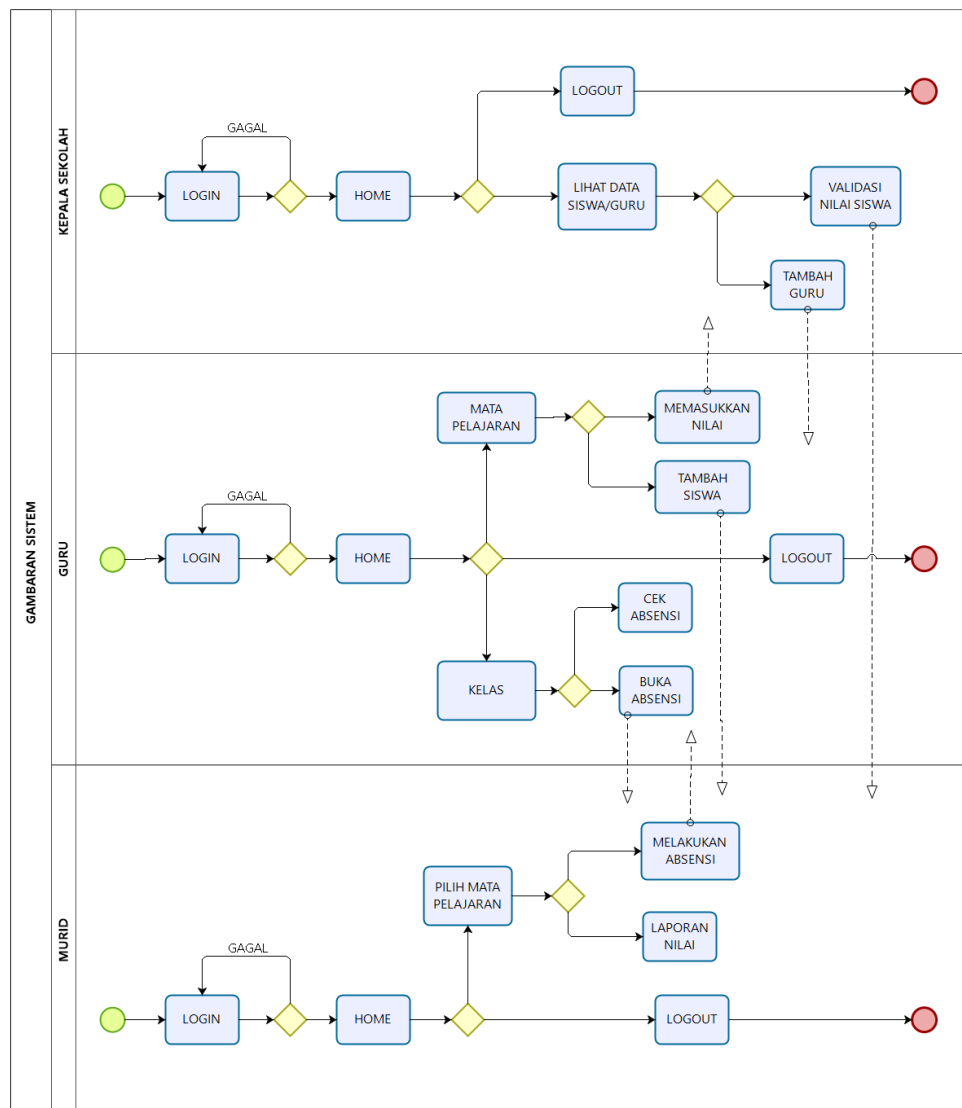 GAMBARAN SISTEM
KEPALA SEKOLAH
LOGOUT
GAGAL
LOGIN
HOME
LIHAT DATA
SISWA/GURU
VALIDASI
NILAI SISWA
TAMBAH
GURU
GURU
MATA
PELAJARAN
MEMASUKKAN
NILAI
TAMBAH
SISWA
GAGAL
LOGIN
HOME
LOGOUT
CEK
ABSENSI
KELAS
BUKA
ABSENSI
MURID
MELAKUKAN
ABSENSI
PILIH MATA
PELAJARAN
LAPORAN
NILAI
GAGAL
LOGIN
HOME
LOGOUT